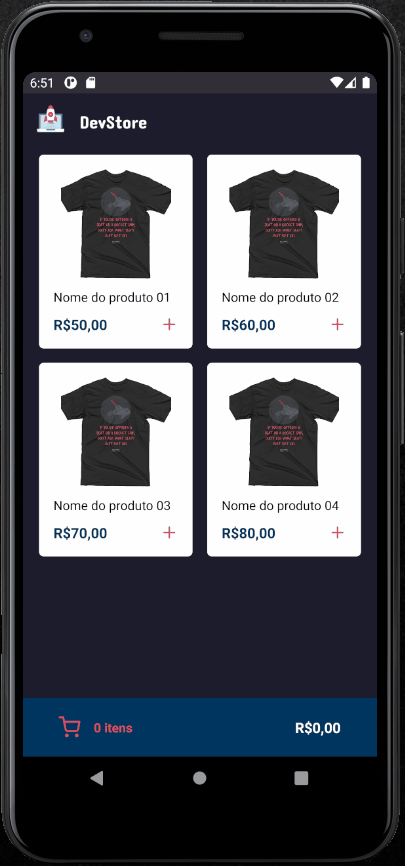 6:51
DevStore
Nome do produto 01
R$50,00
+
Nome do produto 02
R$60,00
+
Nome do produto 03
R$70,00
+
Nome do produto 04
R$80,00
+
0 itens
R$0,00